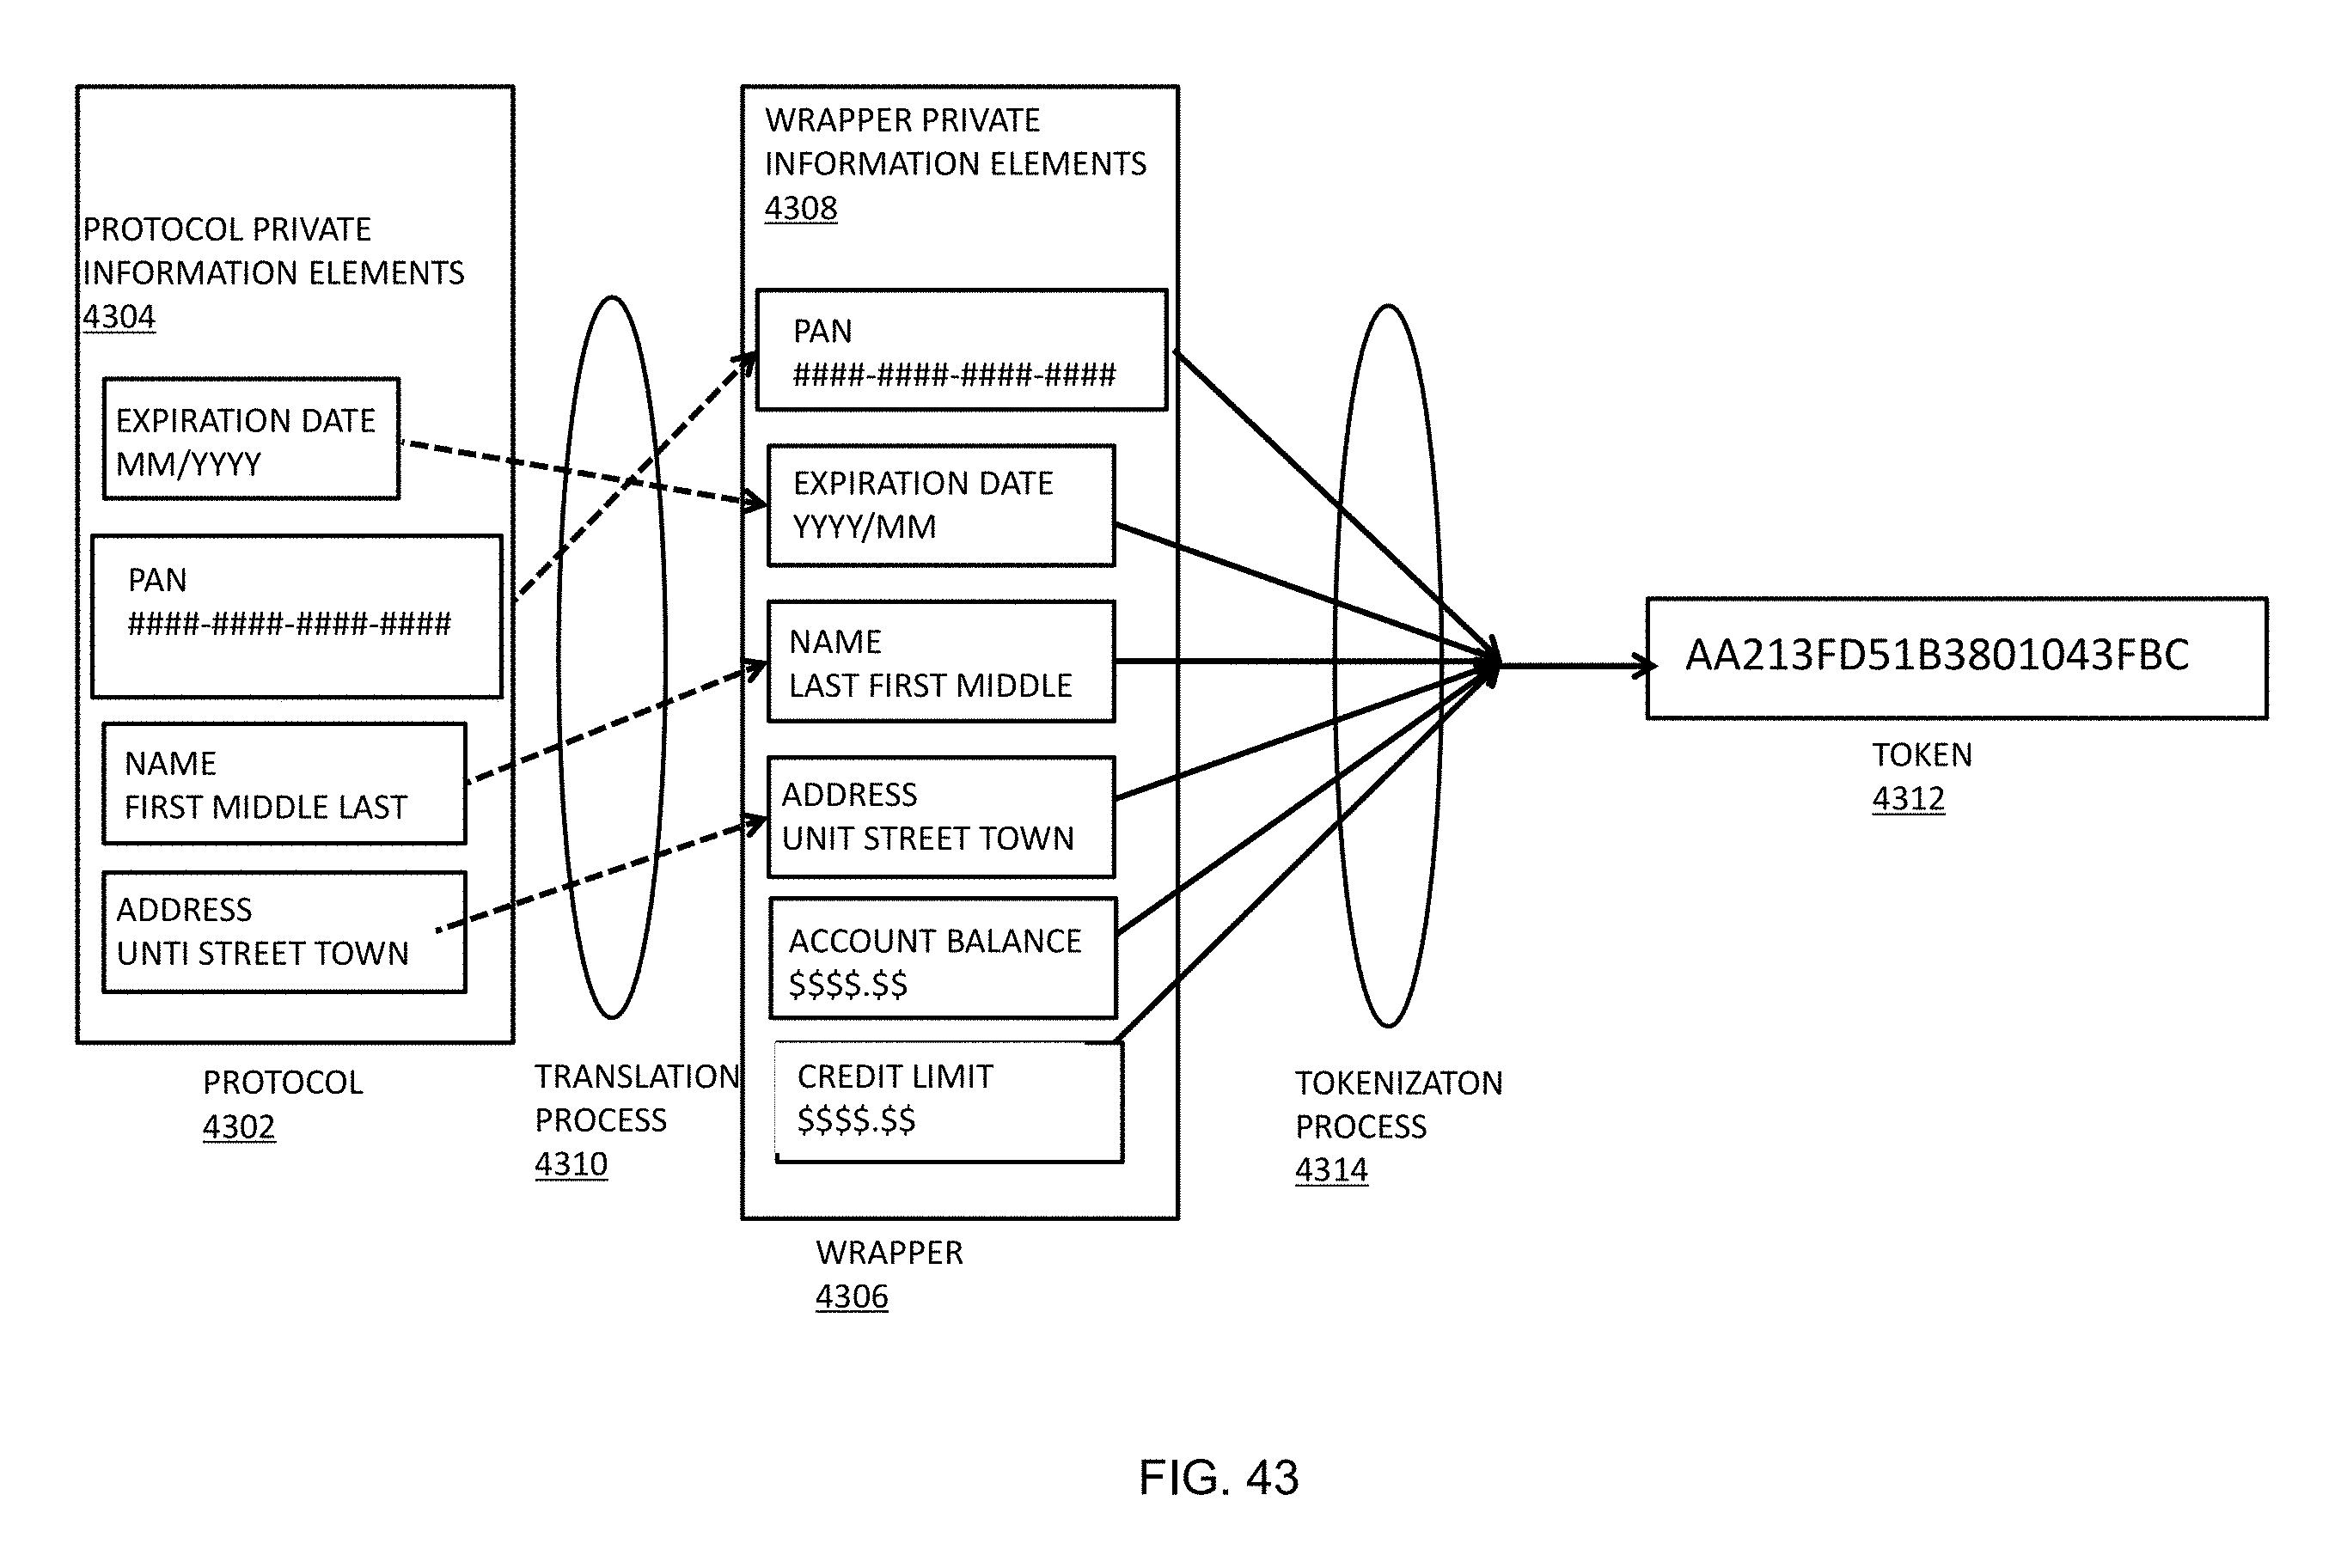 PROTOCOL PRIVATE
INFORMATION ELEMENTS
4304
EXPIRATION DATE
MM/YYYY
PAN
####-####-####-####
NAME
FIRST MIDDLE LAST
ADDRESS
UNTI STREET TOWN
PROTOCOL
4302
TRANSLATION
PROCESS
4310
WRAPPER PRIVATE
INFORMATION ELEMENTS
4308
PAN
####-####-####-####
EXPIRATION DATE
YYYY/MM
NAME
LAST FIRST MIDDLE
ADDRESS
UNIT STREET TOWN
ACCOUNT BALANCE
$$$$.$$
CREDIT LIMIT
$$$$.$$
WRAPPER
4306
TOKENIZATON
PROCESS
4314
AA213FD51B3801043FBC
TOKEN
4312
FIG. 43